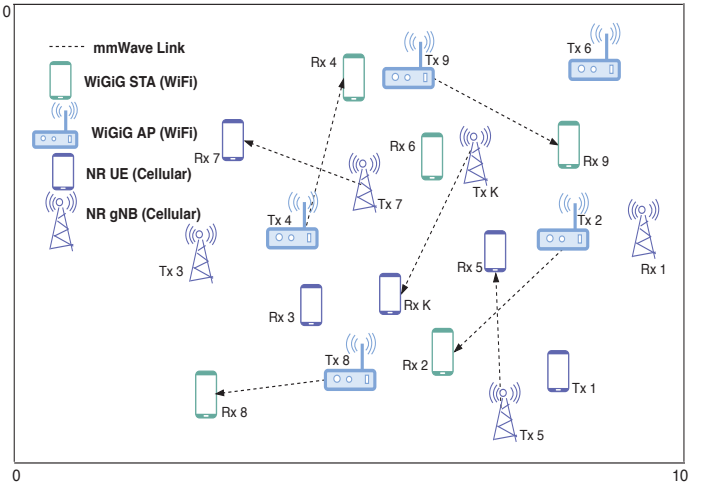 0
mmWave Link
WiGiG STA (WiFi)
WiGiG AP (WiFi)
NR UE (Cellular)
NR gNB (Cellular)
Rx 4
Tx 9
Tx 6
Rx 7
Rx 6
Rx 9
Tx 7
Tx K
Tx 4
Tx 2
Tx 3
Rx 5
Rx 1
Rx 3
Rx K
Tx 8
Rx 2
Tx 1
Rx 8
Tx 5
0
10